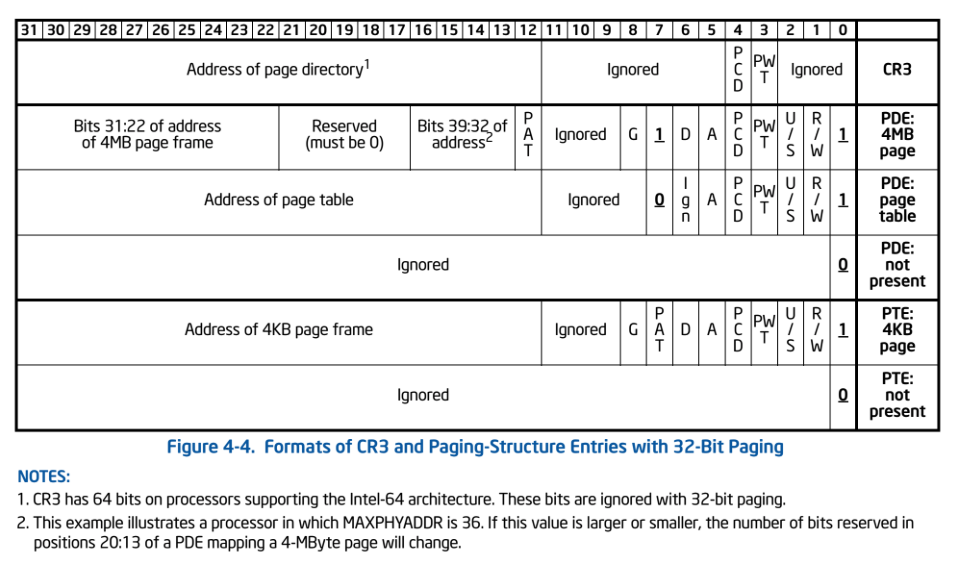 31 30 29 28 27 26 25 24 23 22 21 20 19 18 17 16 15 14 13 12 11 10 9 8 7 6 5 4 3 2 1 0
Address of page directory1 Ignored PCD PWT Ignored CR3
Bits 31:22 of address of 4MB page frame Reserved (must be 0) Bits 39:32 of address2 PAT Ignored G 1 D A PCD PWT U/S R/W 1 PDE: 4MB page
Address of page table Ignored 0 Ign A PCD PWT U/S R/W 1 PDE: page table
Ignored 0 PDE: not present
Address of 4KB page frame Ignored G PAT D A PCD PWT U/S R/W 1 PTE: 4KB page
Ignored 0 PTE: not present
Figure 4-4. Formats of CR3 and Paging-Structure Entries with 32-Bit Paging
NOTES:
1. CR3 has 64 bits on processors supporting the Intel-64 architecture. These bits are ignored with 32-bit paging.
2. This example illustrates a processor in which MAXPHYADDR is 36. If this value is larger or smaller, the number of bits reserved in
positions 20:13 of a PDE mapping a 4-MByte page will change.